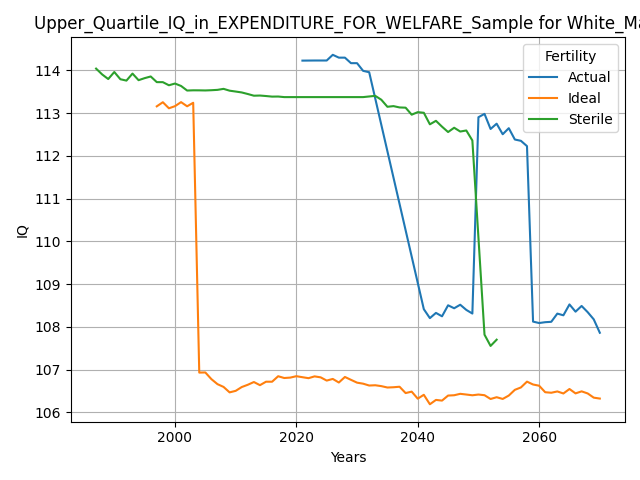 Upper_Quartile_IQ_in_EXPENDITURE_FOR_WELFARE_Sample for White_Ma
Fertility
Actual
Ideal
Sterile
114
113
112
111
110
109
108
107
106
IQ
2000
2020
2040
2060
Years